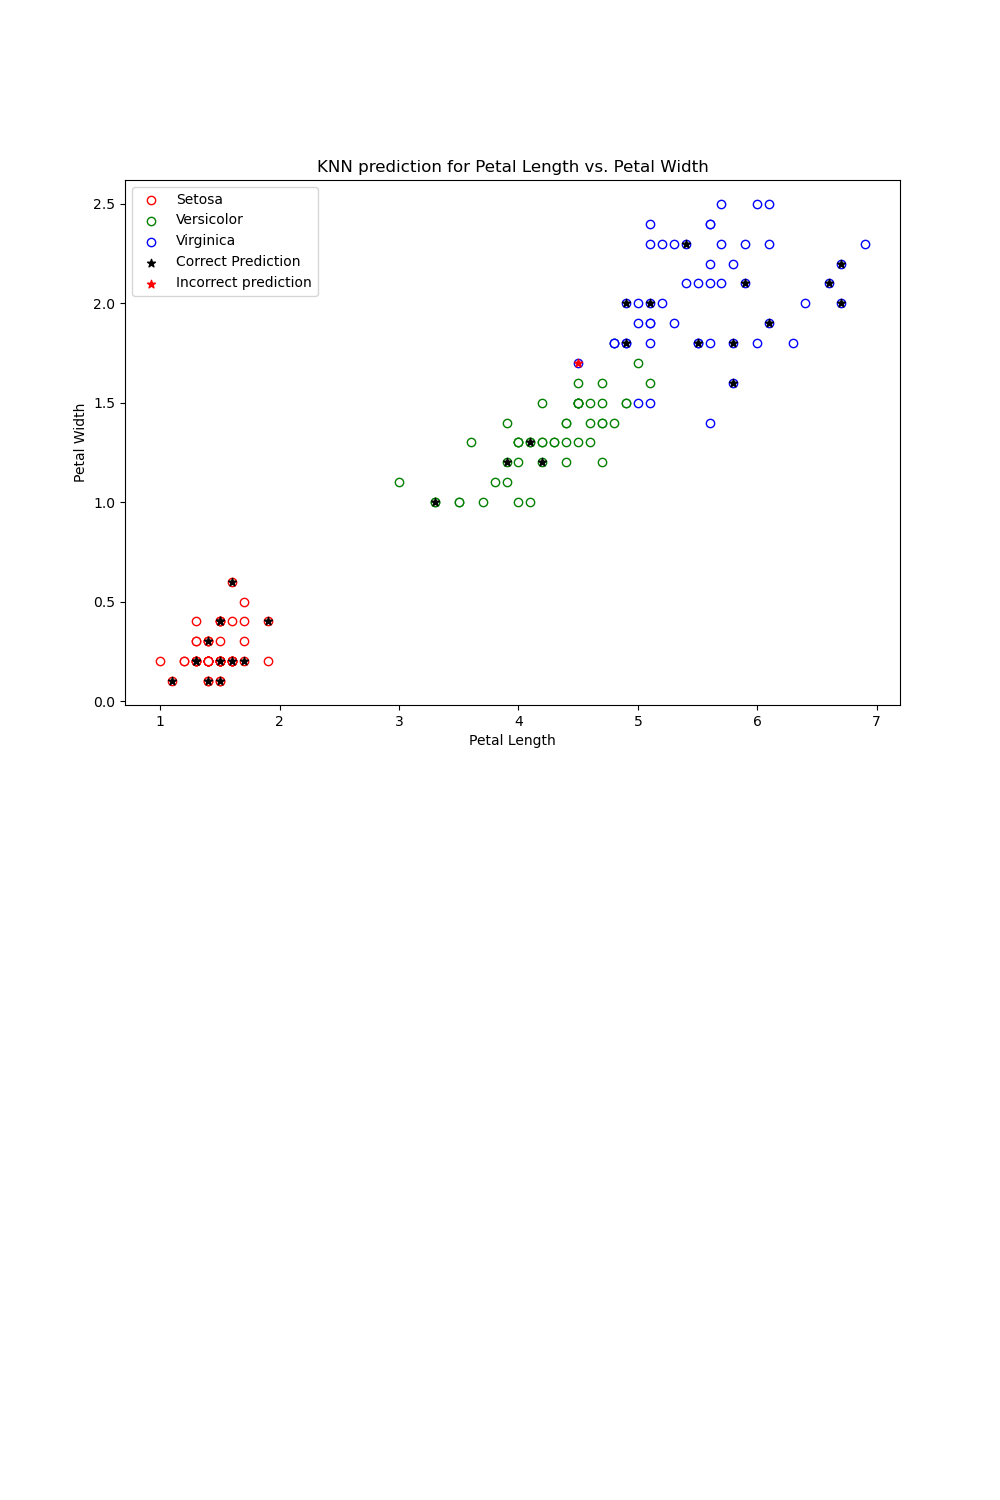 KNN prediction for Petal Length vs. Petal Width
Setosa
Versicolor
Virginica
Correct Prediction
Incorrect prediction
2.5
2.0
1.5
1.0
0.5
0.0
Petal Width
1 2 3 4 5 6 7
Petal Length